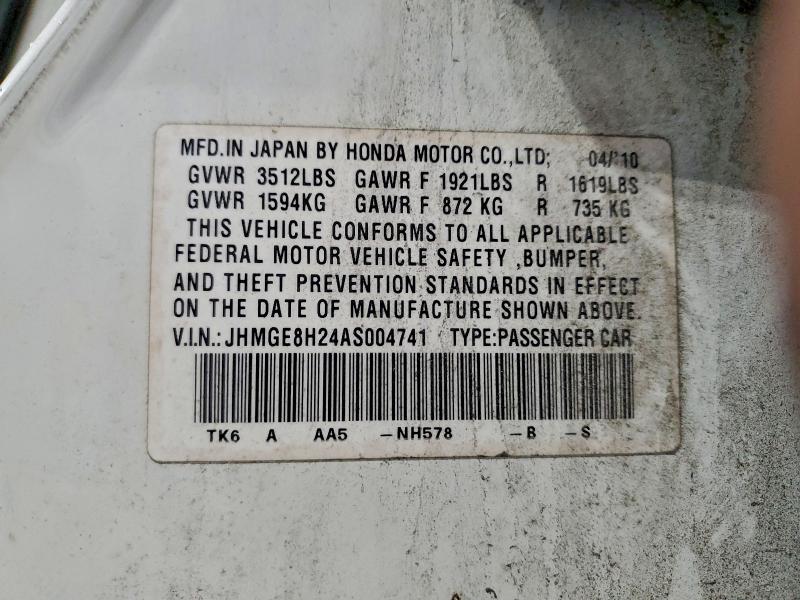 MFD. IN JAPAN BY HONDA MOTOR CO.,LTD; 04/10
GVWR 3512LBS GAWR F 1921LBS R 1619LBS
GVWR 1594KG GAWR F 872 KG R 735 KG
THIS VEHICLE CONFORMS TO ALL APPLICABLE
FEDERAL MOTOR VEHICLE SAFETY ,BUMPER,
AND THEFT PREVENTION STANDARDS IN EFFECT
ON THE DATE OF MANUFACTURE SHOWN ABOVE.
V.I.N.: JHMGE8H24AS004741 TYPE:PASSENGER CAR
TK6 A AA5 -NH578 -B -S